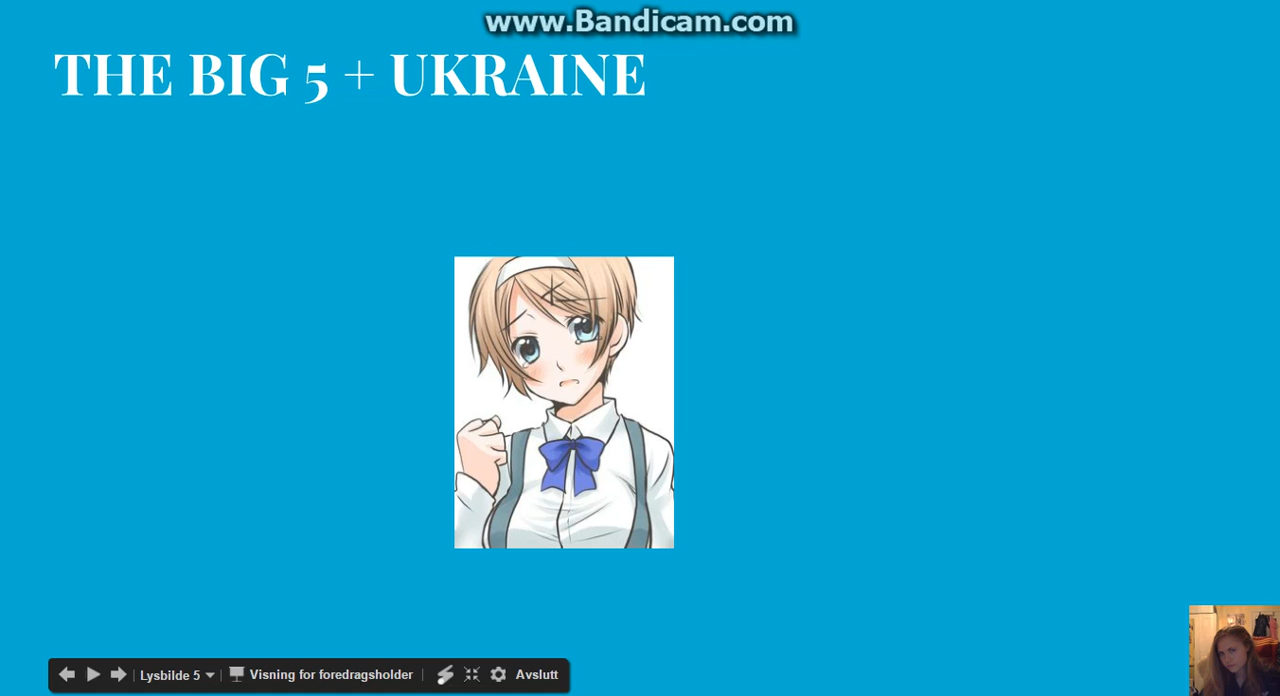 www.Bandicam.com
THE BIG 5 + UKRAINE
Lysbilde 5
Visning for foredragsholder
Avslutt